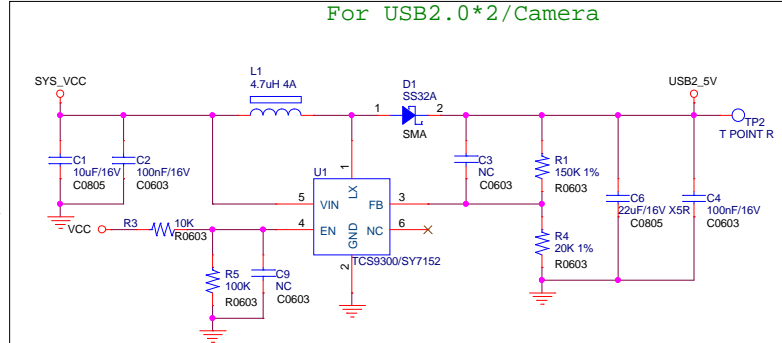 For USB2.0*2/Camera
SYS_VCC
L1
4.7uH 4A
D1
SS32A
1
2
SMA
USB2_5V
TP2
T POINT R
C1
10uF/16V
C0805
C2
100nF/16V
C0603
U1
1
LX
5
VIN
FB
3
4
EN
NC
6
GND
2
TCS9300/SY7152
C3
NC
C0603
R1
150K 1%
R0603
R4
20K 1%
R0603
C6
22uF/16V X5R
C0805
C4
100nF/16V
C0603
VCC
R3
10K
R0603
R5
100K
R0603
C9
NC
C0603